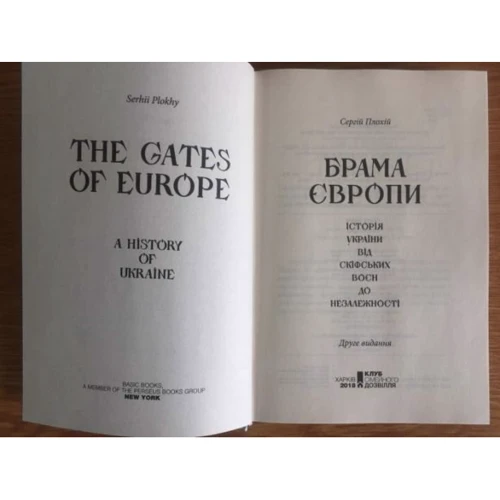 Serhii Plokhy
THE GATES
OF EUROPE
A HISTORY
OF
UKRAINE
BASIC BOOKS,
A MEMBER OF THE PERSEUS BOOKS GROUP
NEW YORK
Сергій Плохій
БРАМА
ЄВРОПИ
ІСТОРІЯ
УКРАЇНИ
ВІД
СКІФСЬКИХ
ВОЄН
ДО
НЕЗАЛЕЖНОСТІ
Друге видання
ХАРКІВ
2018
КЛУБ
СІМЕЙНОГО
ДОЗВІЛЛЯ